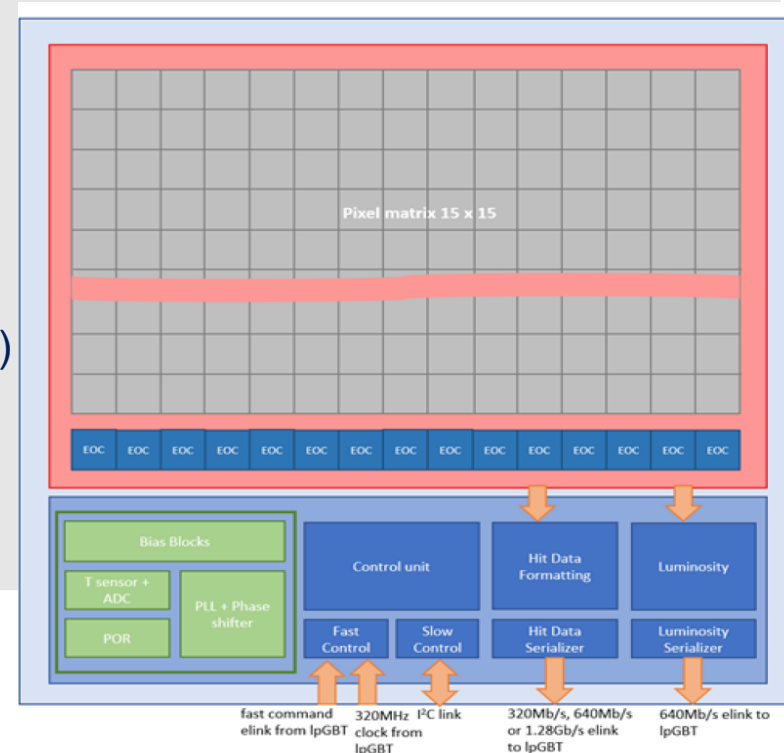 Pixel matrix 15 x 15
)
EOC EOC EOC EOC EOC EOC EOC EOC EOC EOC EOC EOC EOC EOC EOC
Bias Blocks
T sensor +
ADC
PLL + Phase
shifter
POR
Control unit
Fast
Control
Slow
Control
Hit Data
Formatting
Hit Data
Serializer
Luminosity
Luminosity
Serializer
fast command
elink from lpGBT
320MHz
clock from
lpGBT
I²C link
320Mb/s, 640Mb/s
or 1.28Gb/s elink
to lpGBT
640Mb/s elink to
lpGBT